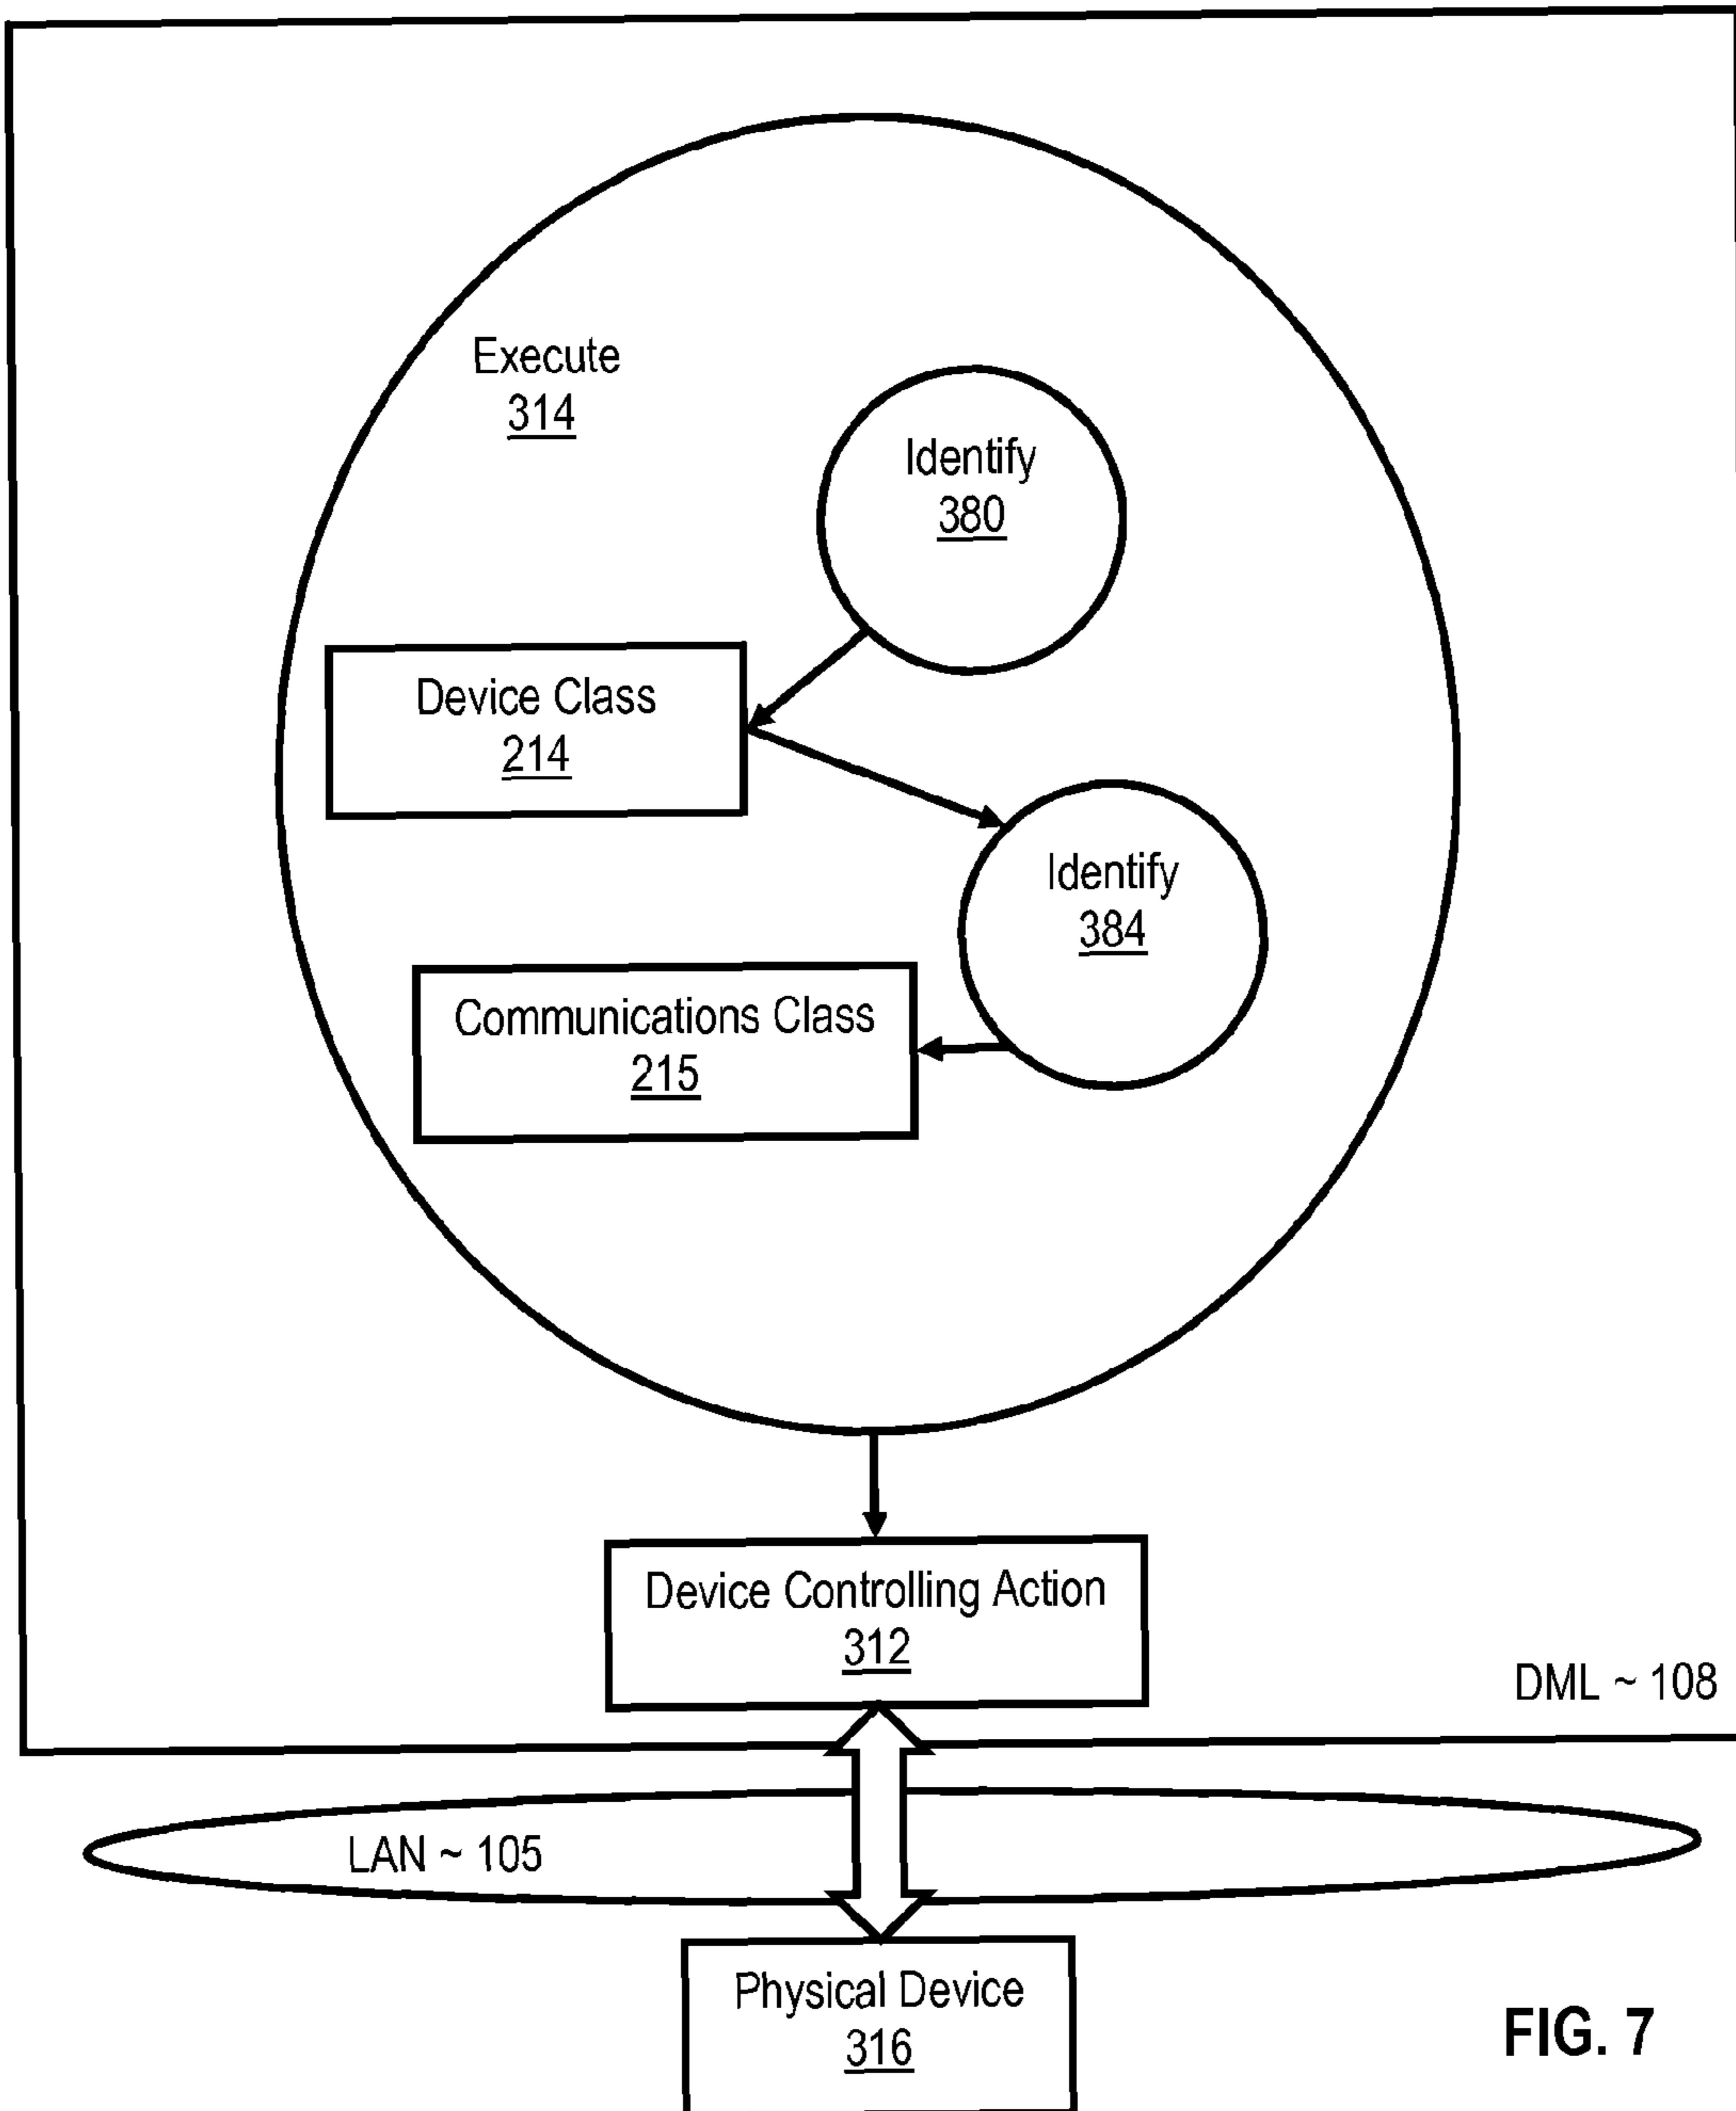 Execute
314
Identify
380
Device Class
214
Identify
384
Communications Class
215
Device Controlling Action
312
DML ~ 108
LAN ~ 105
Physical Device
316
FIG. 7